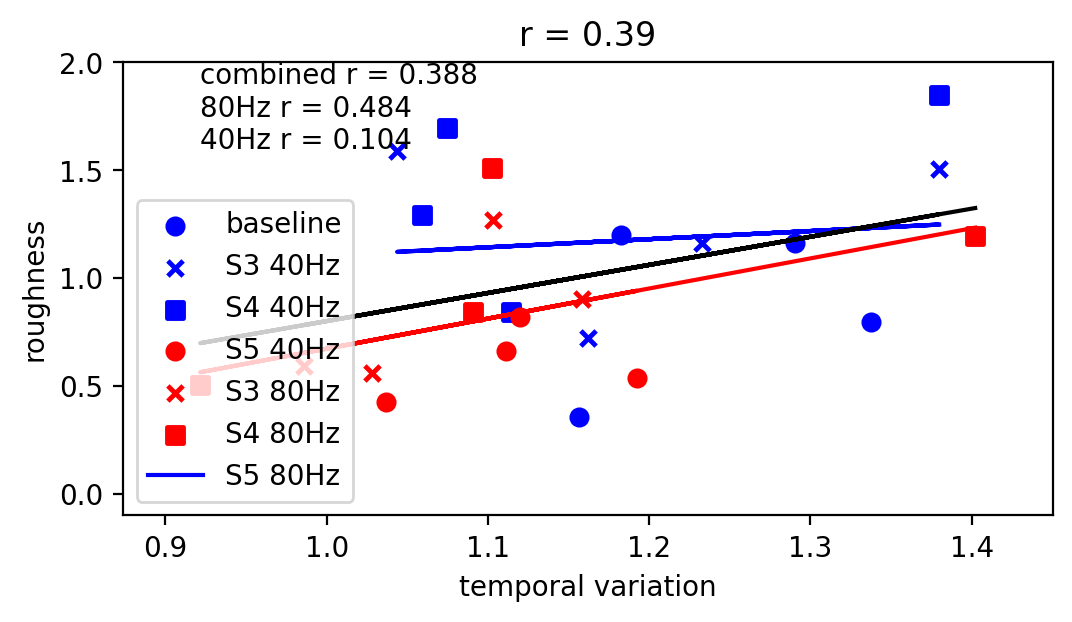 r = 0.39
combined r = 0.388
80Hz r = 0.484
40Hz r = 0.104
baseline
S3 40Hz
S4 40Hz
S5 40Hz
S3 80Hz
S4 80Hz
S5 80Hz
roughness
2.0
1.5
1.0
0.5
0.0
0.9 1.0 1.1 1.2 1.3 1.4
temporal variation